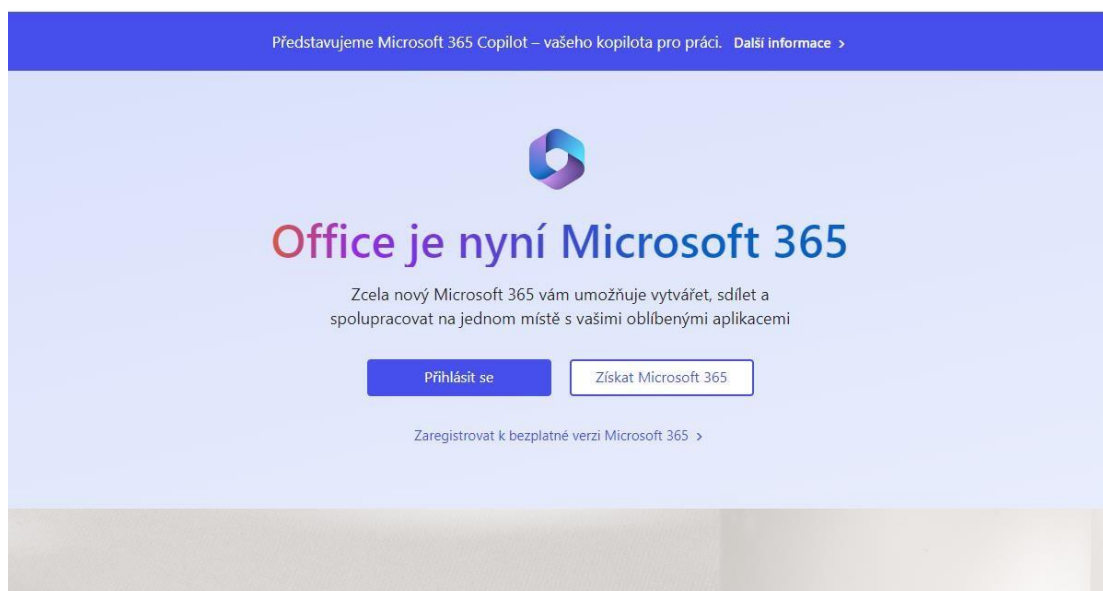 Představujeme Microsoft 365 Copilot – vašeho kopilota pro práci. Další informace >
Office je nyní Microsoft 365
Zcela nový Microsoft 365 vám umožňuje vytvářet, sdílet a
spolupracovat na jednom místě s vašimi oblíbenými aplikacemi
Přihlásit se
Získat Microsoft 365
Zaregistrovat k bezplatné verzi Microsoft 365 >